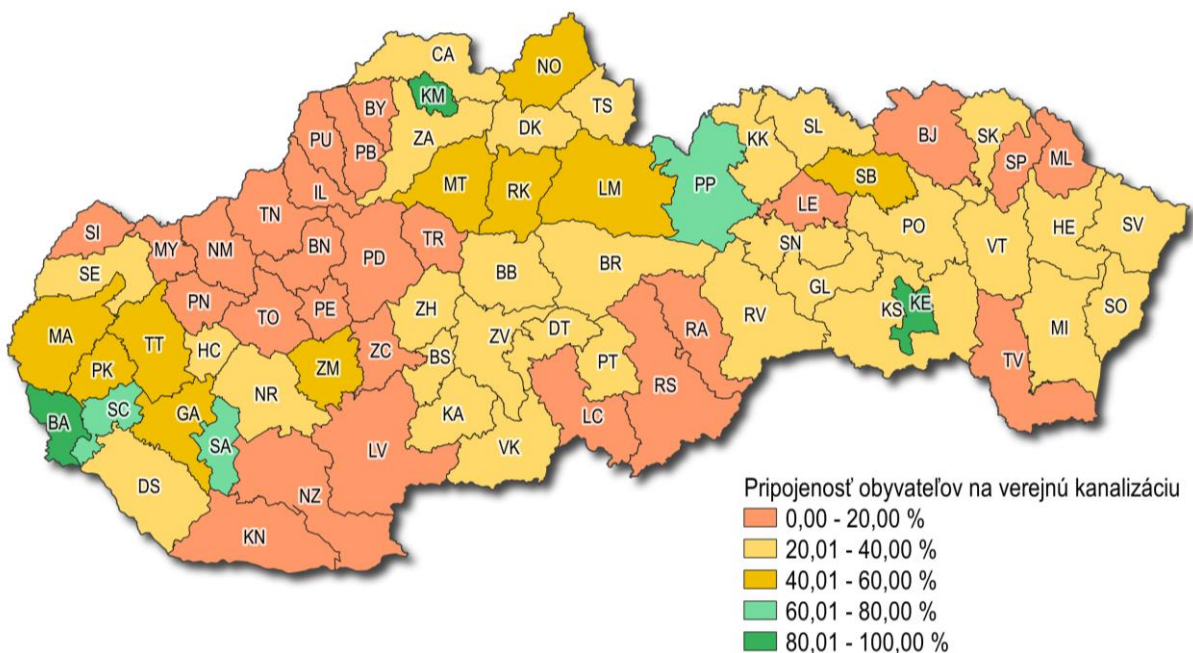 CA
NO
KM
BY
TS
PU
DK
ZA
PB
KK
SL
BJ
SK
SP
ML
IL
MT
RK
LM
PP
SB
LE
SI
MY
NM
TN
BN
PD
TR
BB
BR
SN
PO
VT
HE
SV
SE
PN
TO
PE
ZH
GL
MA
TT
HC
ZM
ZC
ZV
DT
RA
RV
KS
KE
SO
PK
NR
BS
PT
MI
BA
SC
GA
SA
KA
LC
RS
TV
LV
VK
DS
NZ
KN
Pripojenosť obyvateľov na verejnú kanalizáciu
0,00 - 20,00 %
20,01 - 40,00 %
40,01 - 60,00 %
60,01 - 80,00 %
80,01 - 100,00 %